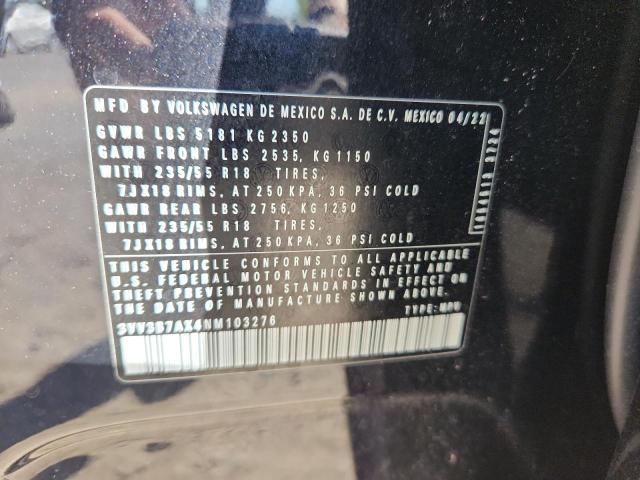 MFD BY VOLKSWAGEN DE MEXICO S.A. DE C.V. MEXICO 04/22
GVWR LBS 5181 KG 2350
GAWR FRONT LBS 2535, KG 1150
WITH 235/55 R18 TIRES,
7JX18 RIMS, AT 250 KPA, 36 PSI COLD
GAWR REAR LBS 2756, KG 1250
WITH 235/55 R18 TIRES,
7JX18 RIMS, AT 250 KPA, 36 PSI COLD
THIS VEHICLE CONFORMS TO ALL APPLICABLE
U.S. FEDERAL MOTOR VEHICLE SAFETY AND
THEFT PREVENTION STANDARDS IN EFFECT ON
THE DATE OF MANUFACTURE SHOWN ABOVE.
3VV3B7AX4NM103276 TYPE: MPV